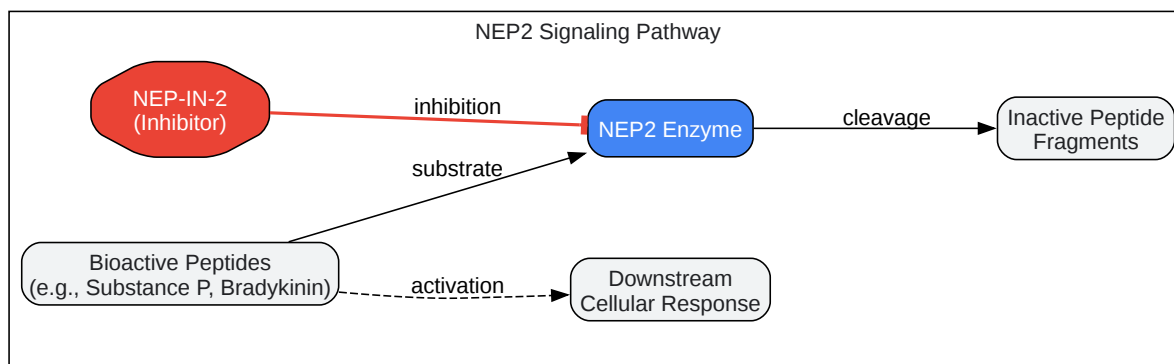 NEP2 Signaling Pathway
NEP-IN-2
(Inhibitor)
inhibition
NEP2 Enzyme
cleavage
Inactive Peptide
Fragments
substrate
Bioactive Peptides
(e.g., Substance P, Bradykinin)
activation
Downstream
Cellular Response